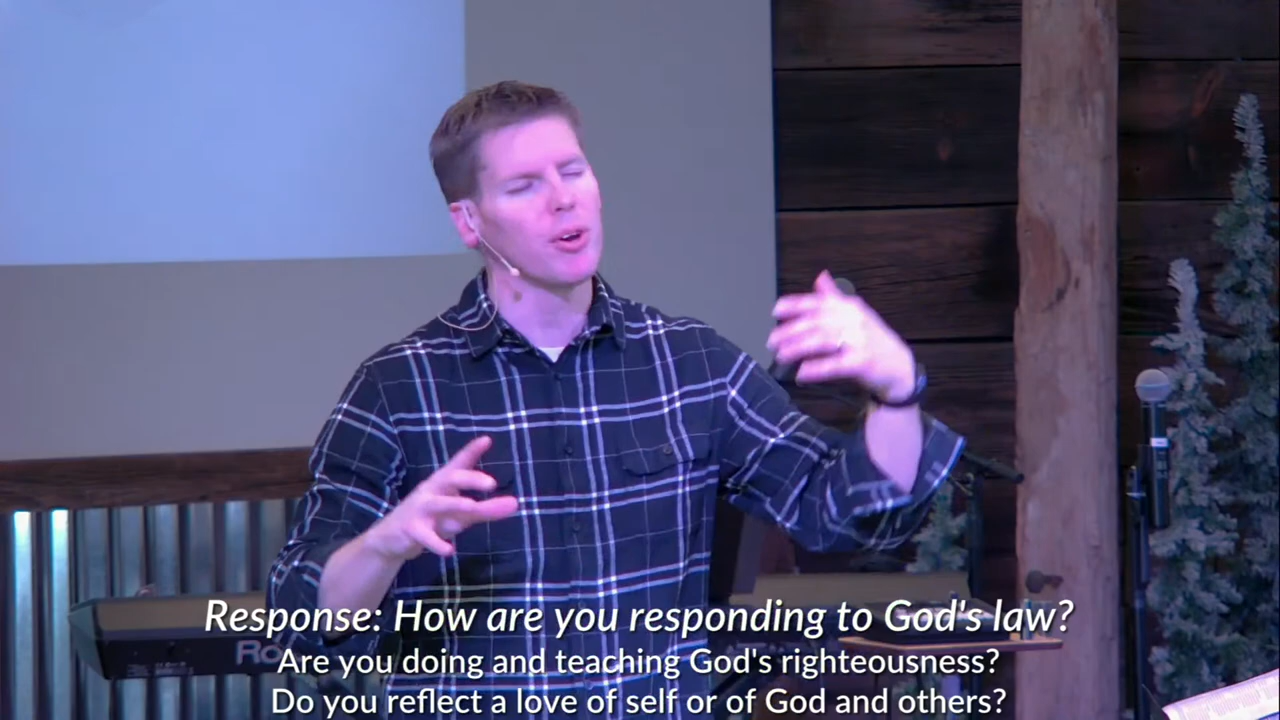 Response: How are you responding to God's law?
Are you doing and teaching God's righteousness?
Do you reflect a love of self or of God and others?